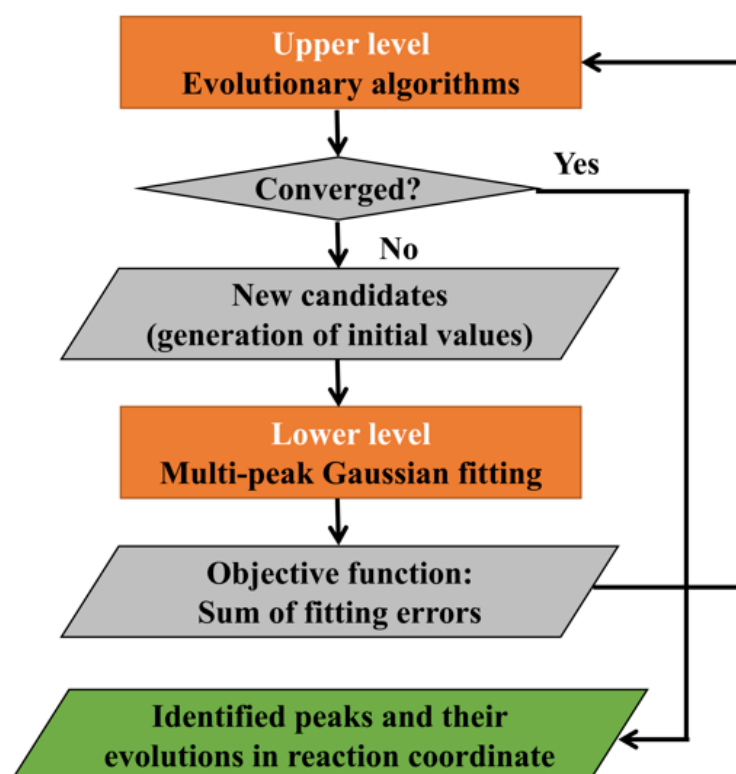 Upper level
Evolutionary algorithms
Converged?
Yes
No
New candidates
(generation of initial values)
Lower level
Multi-peak Gaussian fitting
Objective function:
Sum of fitting errors
Identified peaks and their
evolutions in reaction coordinate